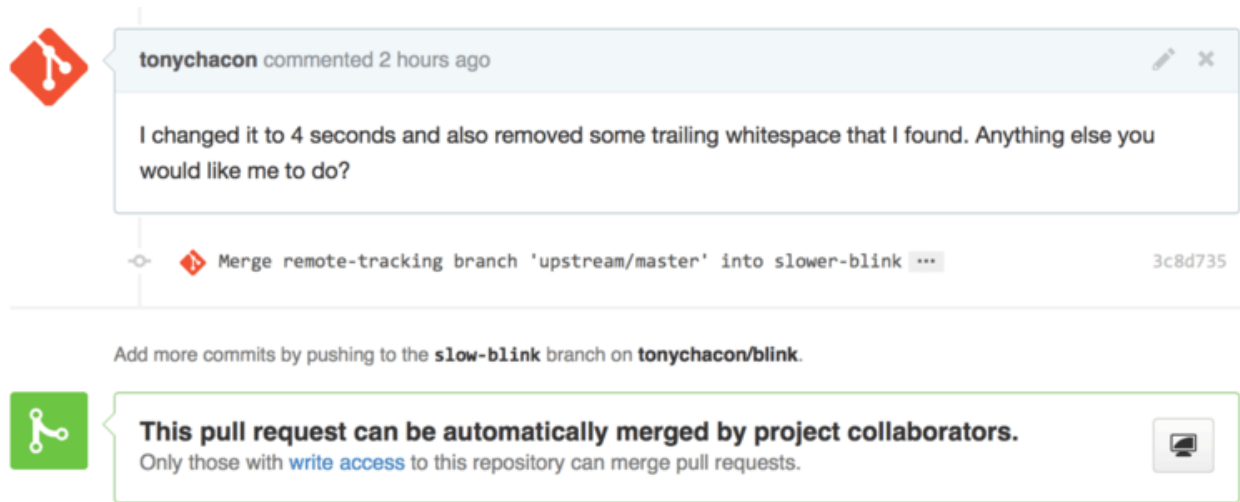 tonychacon commented 2 hours ago
I changed it to 4 seconds and also removed some trailing whitespace that I found. Anything else you
would like me to do?
Merge remote-tracking branch 'upstream/master' into slower-blink ...
3c8d735
Add more commits by pushing to the slow-blink branch on tonychacon/blink.
This pull request can be automatically merged by project collaborators.
Only those with write access to this repository can merge pull requests.